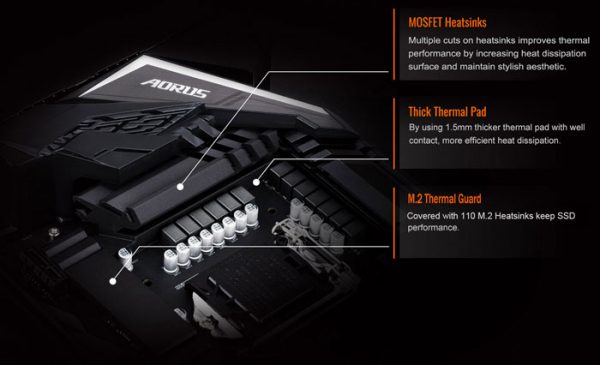 MOSFET Heatsinks
Multiple cuts on heatsinks improves thermal
performance by increasing heat dissipation
surface and maintain stylish aesthetic.
AORUS
Thick Thermal Pad
By using 1.5mm thicker thermal pad with well
contact, more efficient heat dissipation.
M.2 Thermal Guard
Covered with 110 M.2 Heatsinks keep SSD
performance.